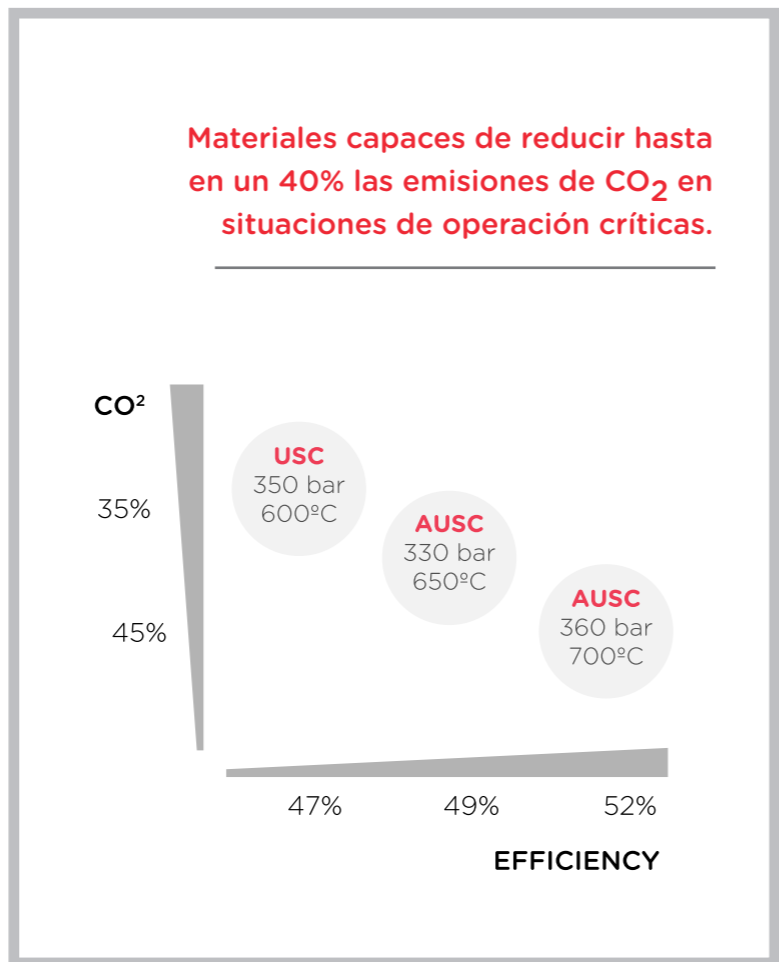 Materiales capaces de reducir hasta
en un 40% las emisiones de CO₂ en
situaciones de operación críticas.
CO²
USC
350 bar
600ºC
35%
AUSC
330 bar
650ºC
45%
AUSC
360 bar
700ºC
47% 49% 52%
EFFICIENCY